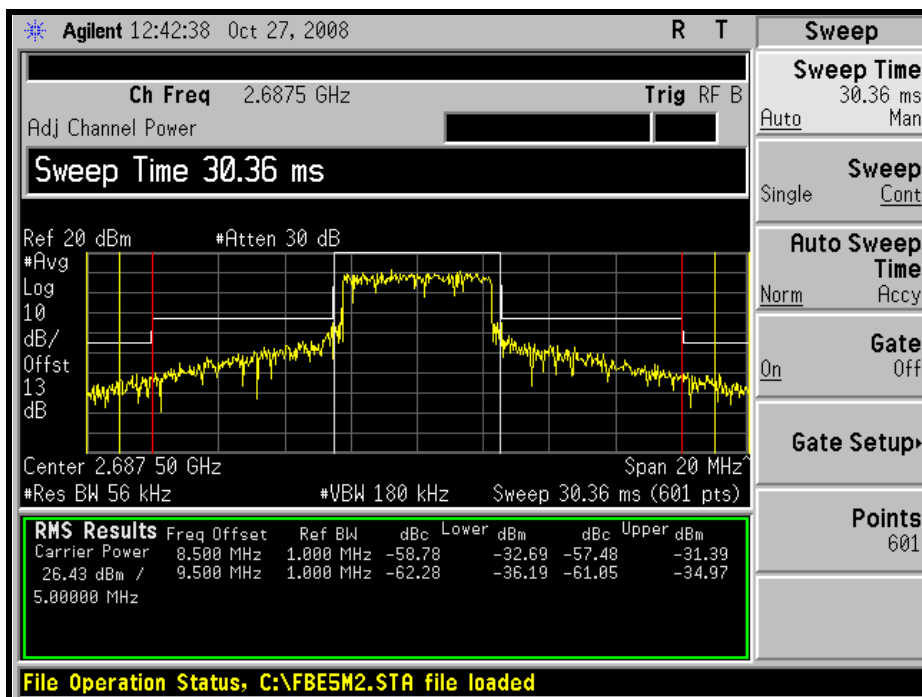 Agilent 12:42:38 Oct 27, 2008 R T
Ch Freq 2.6875 GHz Trig RF B
Adj Channel Power
Sweep Time 30.36 ms
Ref 20 dBm #Atten 30 dB
#Avg
Log
10
dB/
Offst
13
dB
Center 2.687 50 GHz Span 20 MHz^
#Res BW 56 kHz #VBW 180 kHz Sweep 30.36 ms (601 pts)
RMS Results Freq Offset Ref BW dBc Lower dBm dBc Upper dBm
Carrier Power 8.500 MHz 1.000 MHz -58.78 -32.69 -57.48 -31.39
26.43 dBm / 9.500 MHz 1.000 MHz -62.28 -36.19 -61.05 -34.97
5.00000 MHz
File Operation Status, C:\FBE5M2.STA file loaded
Sweep
Sweep Time
30.36 ms
Auto Man
Sweep
Single Cont
Auto Sweep
Time
Norm Accy
Gate
On Off
Gate Setup▸
Points
601